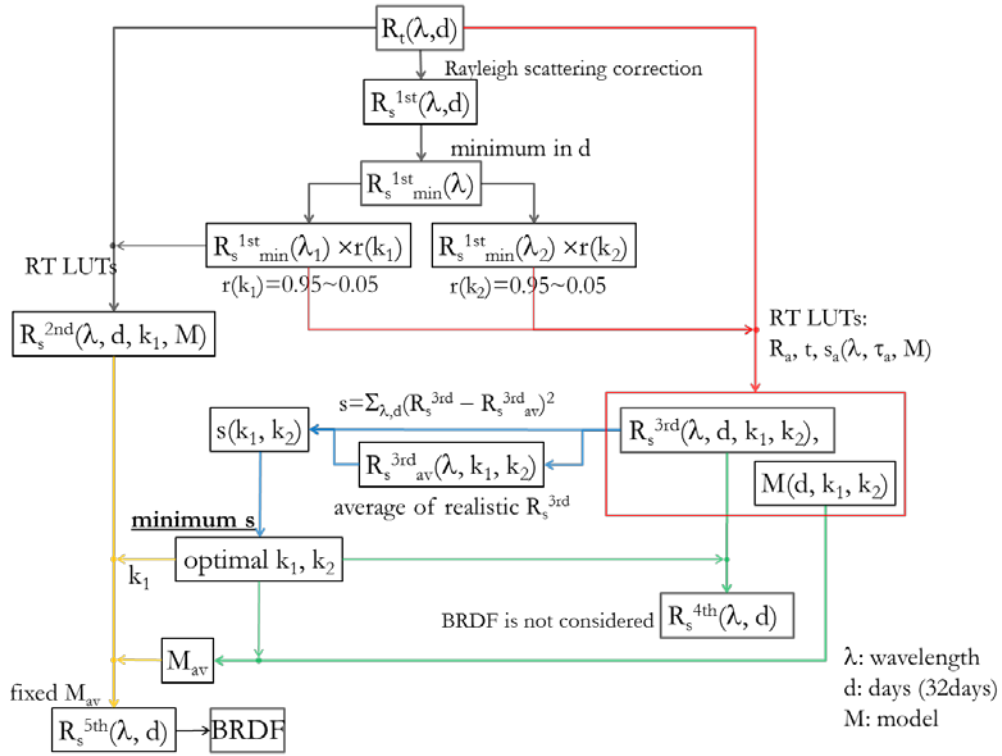 Rₜ(λ,d)
Rayleigh scattering correction
Rₛ¹ˢᵗ(λ,d)
minimum in d
Rₛ¹ˢᵗₘᵢₙ(λ)
Rₛ¹ˢᵗₘᵢₙ(λ₁) ×r(k₁)
Rₛ¹ˢᵗₘᵢₙ(λ₂) ×r(k₂)
RT LUTs
r(k₁)=0.95~0.05
r(k₂)=0.95~0.05
Rₛ²ⁿᵈ(λ, d, k₁, M)
RT LUTs:
Rₐ, t, sₐ(λ, τₐ, M)
s=Σ_λ,d(Rₛ³ʳᵈ – Rₛ³ʳᵈₐᵥ)²
s(k₁, k₂)
Rₛ³ʳᵈ(λ, d, k₁, k₂),
Rₛ³ʳᵈₐᵥ(λ, k₁, k₂)
M(d, k₁, k₂)
average of realistic Rₛ³ʳᵈ
minimum s
optimal k₁, k₂
k₁
BRDF is not considered
Rₛ⁴ᵗʰ(λ, d)
Mₐᵥ
fixed Mₐᵥ
Rₛ⁵ᵗʰ(λ, d)
BRDF
λ: wavelength
d: days (32days)
M: model